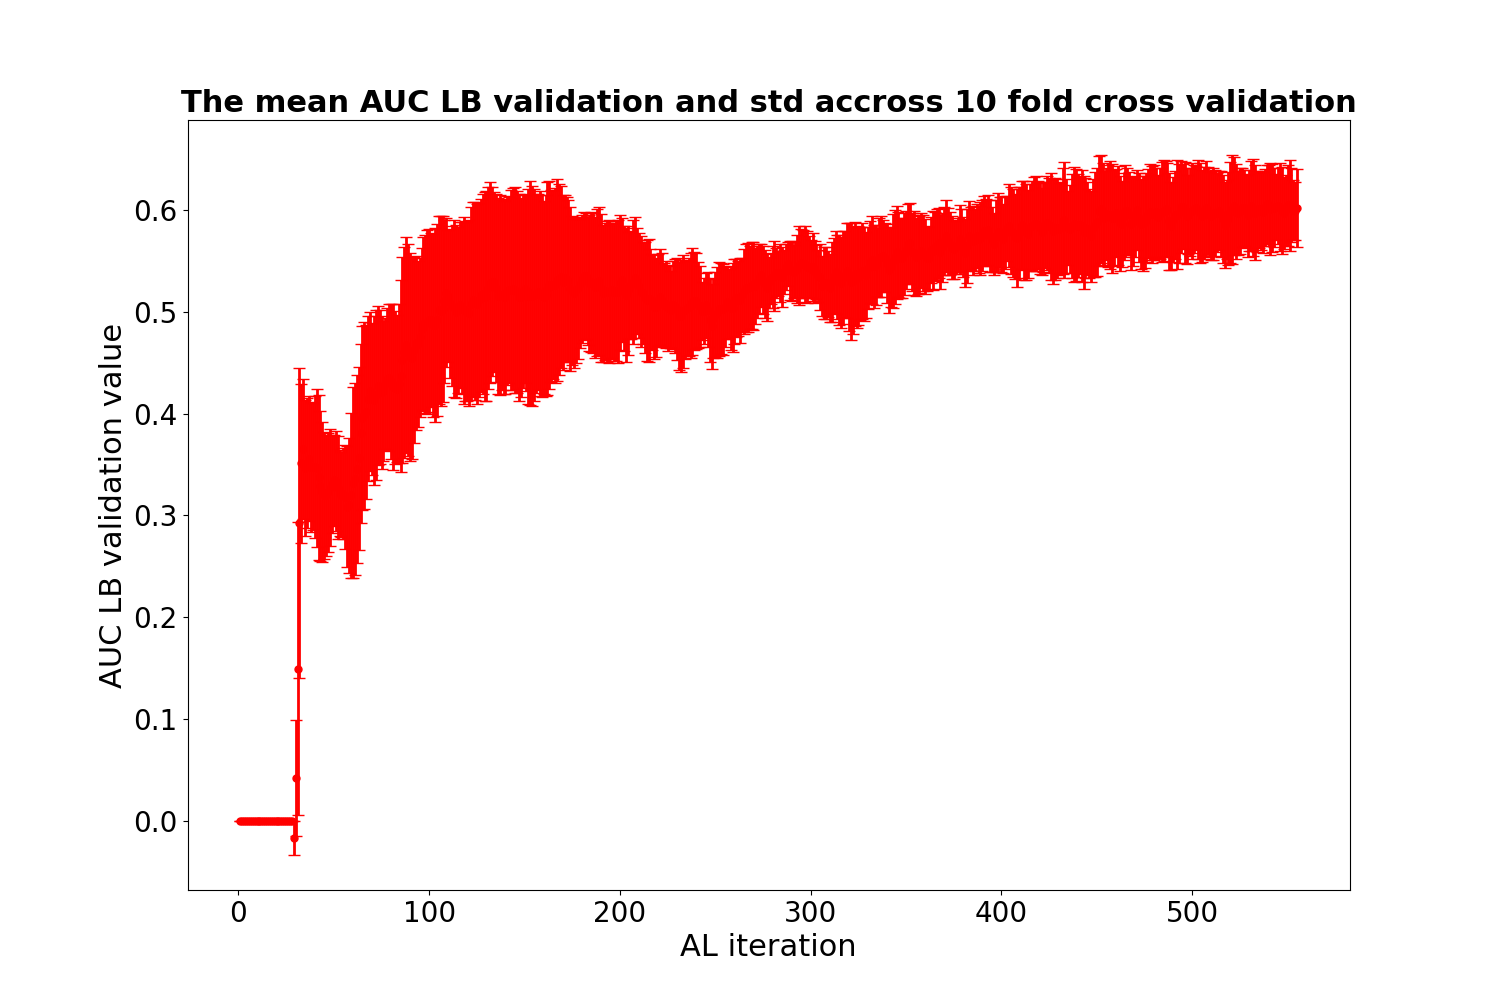 The mean AUC LB validation and std accross 10 fold cross validation
AUC LB validation value
0.6
0.5
0.4
0.3
0.2
0.1
0.0
0 100 200 300 400 500
AL iteration